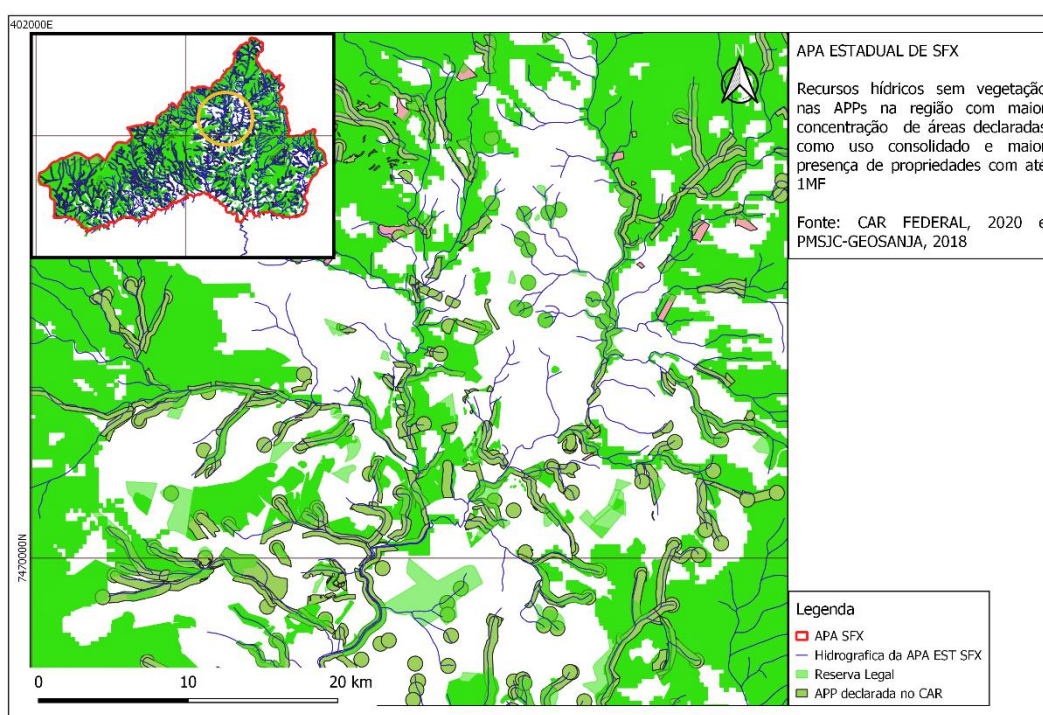 402000E
N
APA ESTADUAL DE SFX
Recursos hídricos sem vegetação
nas APPs na região com maior
concentração de áreas declaradas
como uso consolidado e maior
presença de propriedades com até
1MF
Fonte: CAR FEDERAL, 2020 e
PMSJC-GEOSANJA, 2018
7470000N
Legenda
APA SFX
Hidrografica da APA EST SFX
Reserva Legal
APP declarada no CAR
0 10 20 km